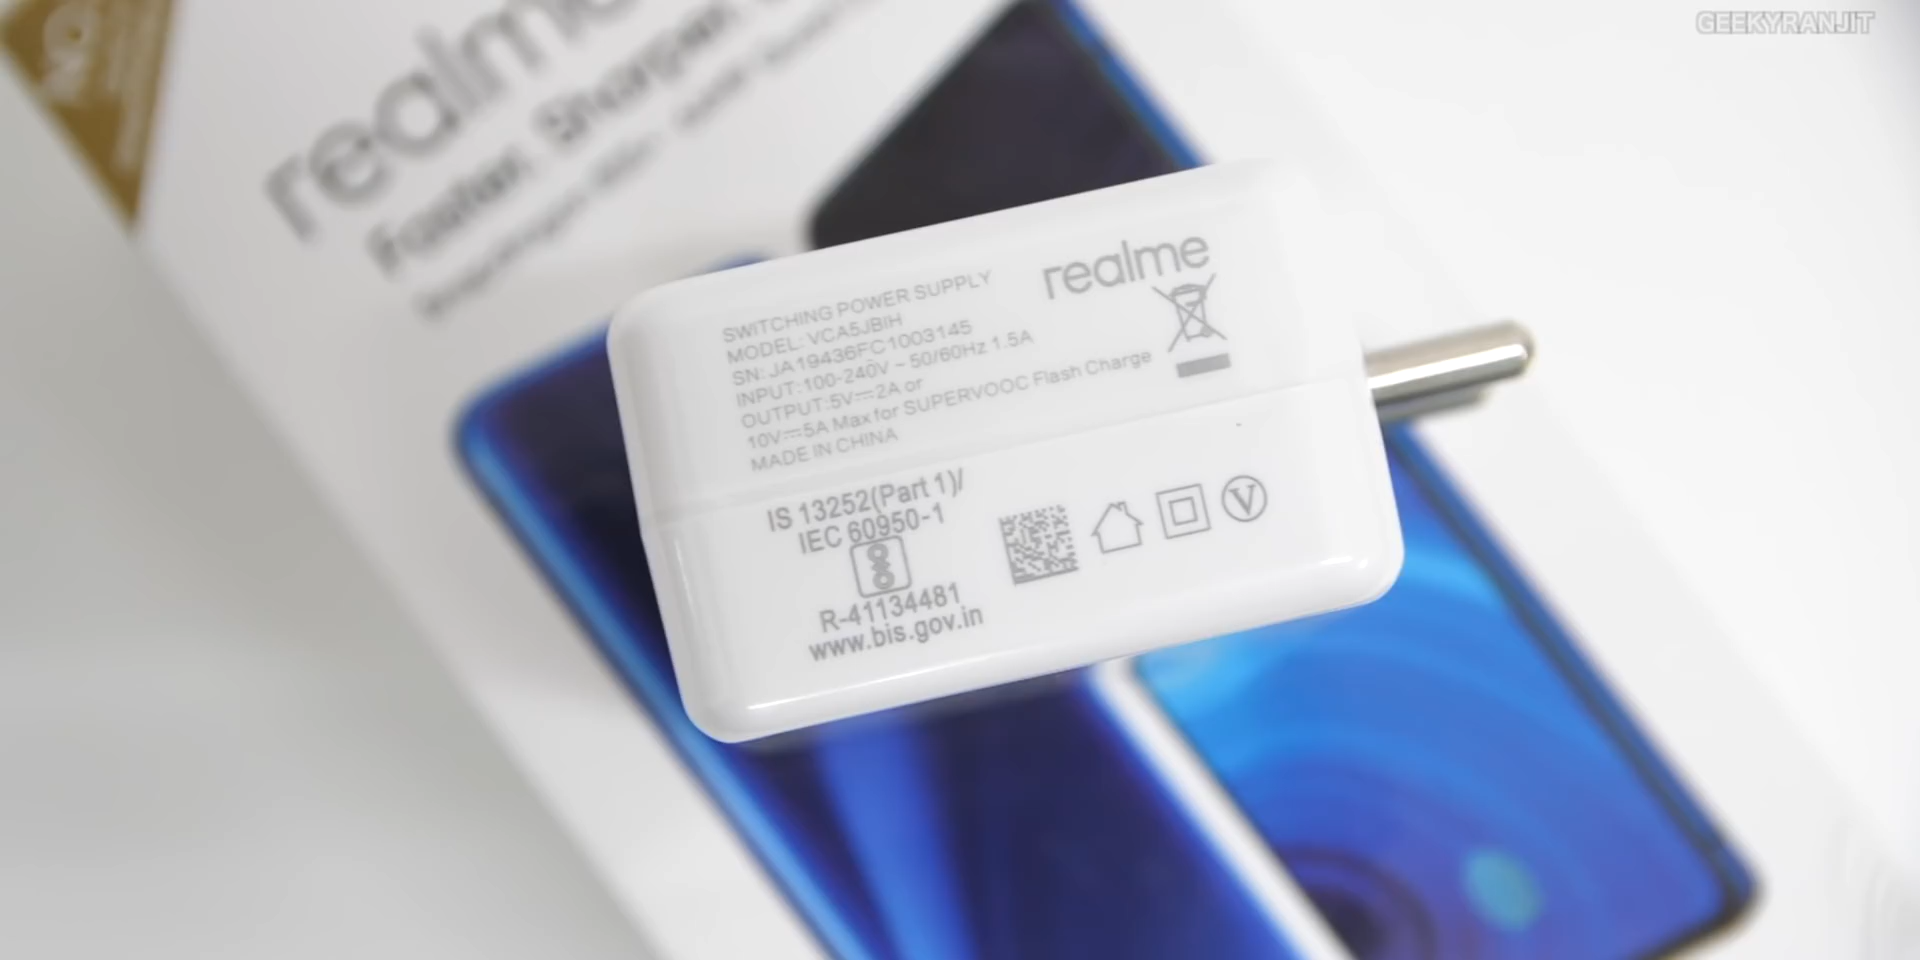 GEEKYRANJIT
realme
Faster. Sharper.
realme
SWITCHING POWER SUPPLY
MODEL: VCA5JBIH
SN: JA19436FC1003145
INPUT:100-240V ~ 50/60Hz 1.5A
OUTPUT:5V⎓2A or
10V⎓5A Max for SUPERVOOC Flash Charge
MADE IN CHINA
IS 13252(Part 1)/
IEC 60950-1
R-41134481
www.bis.gov.in
V